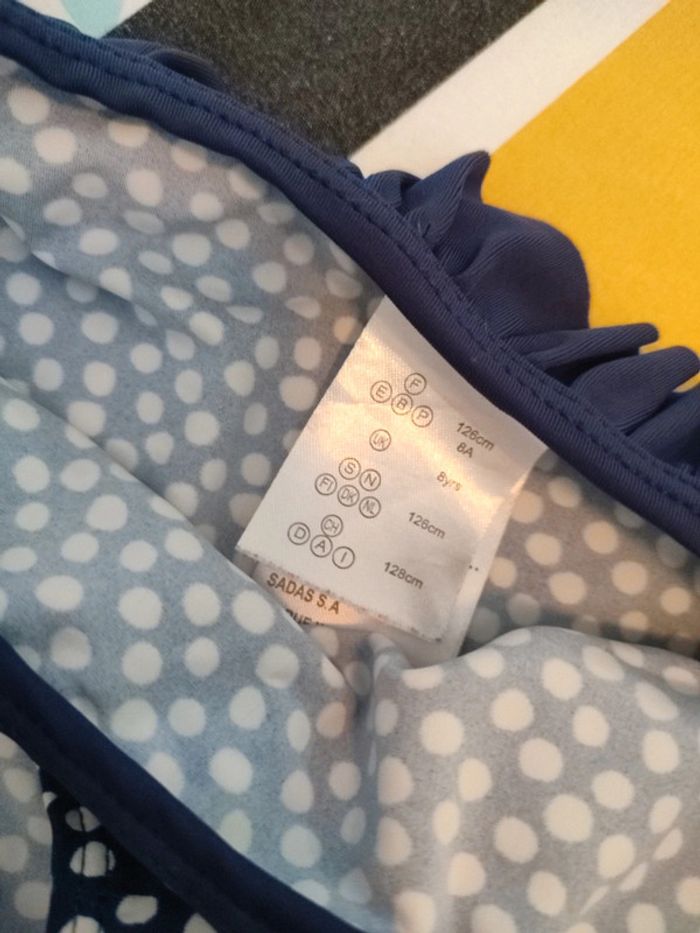 F
E B P 126cm
8A
UK 8yrs
S N
FI DK NL 126cm
CH
D A I 128cm
SADAS S.A